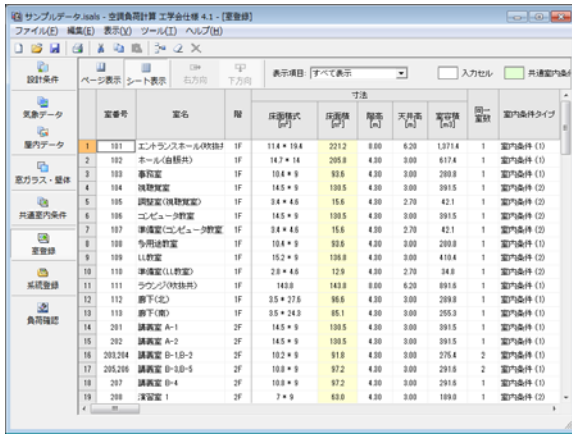 サンプルデータ.isals - 空調負荷計算 工学会仕様 4.1 - [室登録]
ファイル(F) 編集(E) 表示(V) ツール(T) ヘルプ(H)
ページ表示 シート表示 右方向 下方向 表示項目: すべて表示 入力セル 共通室内条件
設計条件
気象データ
屋内データ
窓ガラス・壁体
共通室内条件
室登録
系統登録
負荷確認
寸法
室番号 室名 階 床面積式[m²] 床面積[m²] 階高[m] 天井高[m] 室容積[m3] 同一室数 室内条件タイプ
1 101 エントランスホール(吹抜共 1F 11.4 * 19.4 221.2 0.00 6.20 1,371.4 1 室内条件 (1)
2 102 ホール(自販共) 1F 14.7 * 14 205.8 4.30 3.00 617.4 1 室内条件 (1)
3 103 事務室 1F 10.4 * 9 93.6 4.30 3.00 280.8 1 室内条件 (1)
4 104 視聴覚室 1F 14.5 * 9 130.5 4.30 3.00 391.5 1 室内条件 (2)
5 105 調整室(視聴覚室) 1F 3.4 * 4.6 15.6 4.30 2.70 42.1 1 室内条件 (2)
6 106 コンピュータ教室 1F 14.5 * 9 130.5 4.30 3.00 391.5 1 室内条件 (2)
7 107 準備室(コンピュータ教室 1F 3.4 * 4.6 15.6 4.30 2.70 42.1 1 室内条件 (2)
8 108 多用途教室 1F 10.4 * 9 93.6 4.30 3.00 280.8 1 室内条件 (1)
9 109 LL教室 1F 15.2 * 9 136.8 4.30 3.00 410.4 1 室内条件 (2)
10 110 準備室(LL教室) 1F 2.8 * 4.6 12.9 4.30 2.70 34.8 1 室内条件 (2)
11 111 ラウンジ(吹抜共) 1F 143.8 143.8 0.00 6.20 891.6 1 室内条件 (1)
12 112 廊下(北) 1F 3.5 * 27.6 96.6 4.30 3.00 289.8 1 室内条件 (1)
13 113 廊下(南) 1F 3.5 * 24.3 85.1 4.30 3.00 255.3 1 室内条件 (1)
14 201 講義室 A-1 2F 14.5 * 9 130.5 4.30 3.00 391.5 1 室内条件 (1)
15 202 講義室 A-2 2F 14.5 * 9 130.5 4.30 3.00 391.5 1 室内条件 (1)
16 203,204 講義室 B-1,B-2 2F 10.2 * 9 91.8 4.30 3.00 275.4 2 室内条件 (1)
17 205,206 講義室 B-3,B-5 2F 10.8 * 9 97.2 4.30 3.00 291.6 2 室内条件 (1)
18 207 講義室 B-4 2F 10.8 * 9 97.2 4.30 3.00 291.6 1 室内条件 (1)
19 208 演習室 1 2F 7 * 9 63.0 4.30 3.00 189.0 1 室内条件 (2)